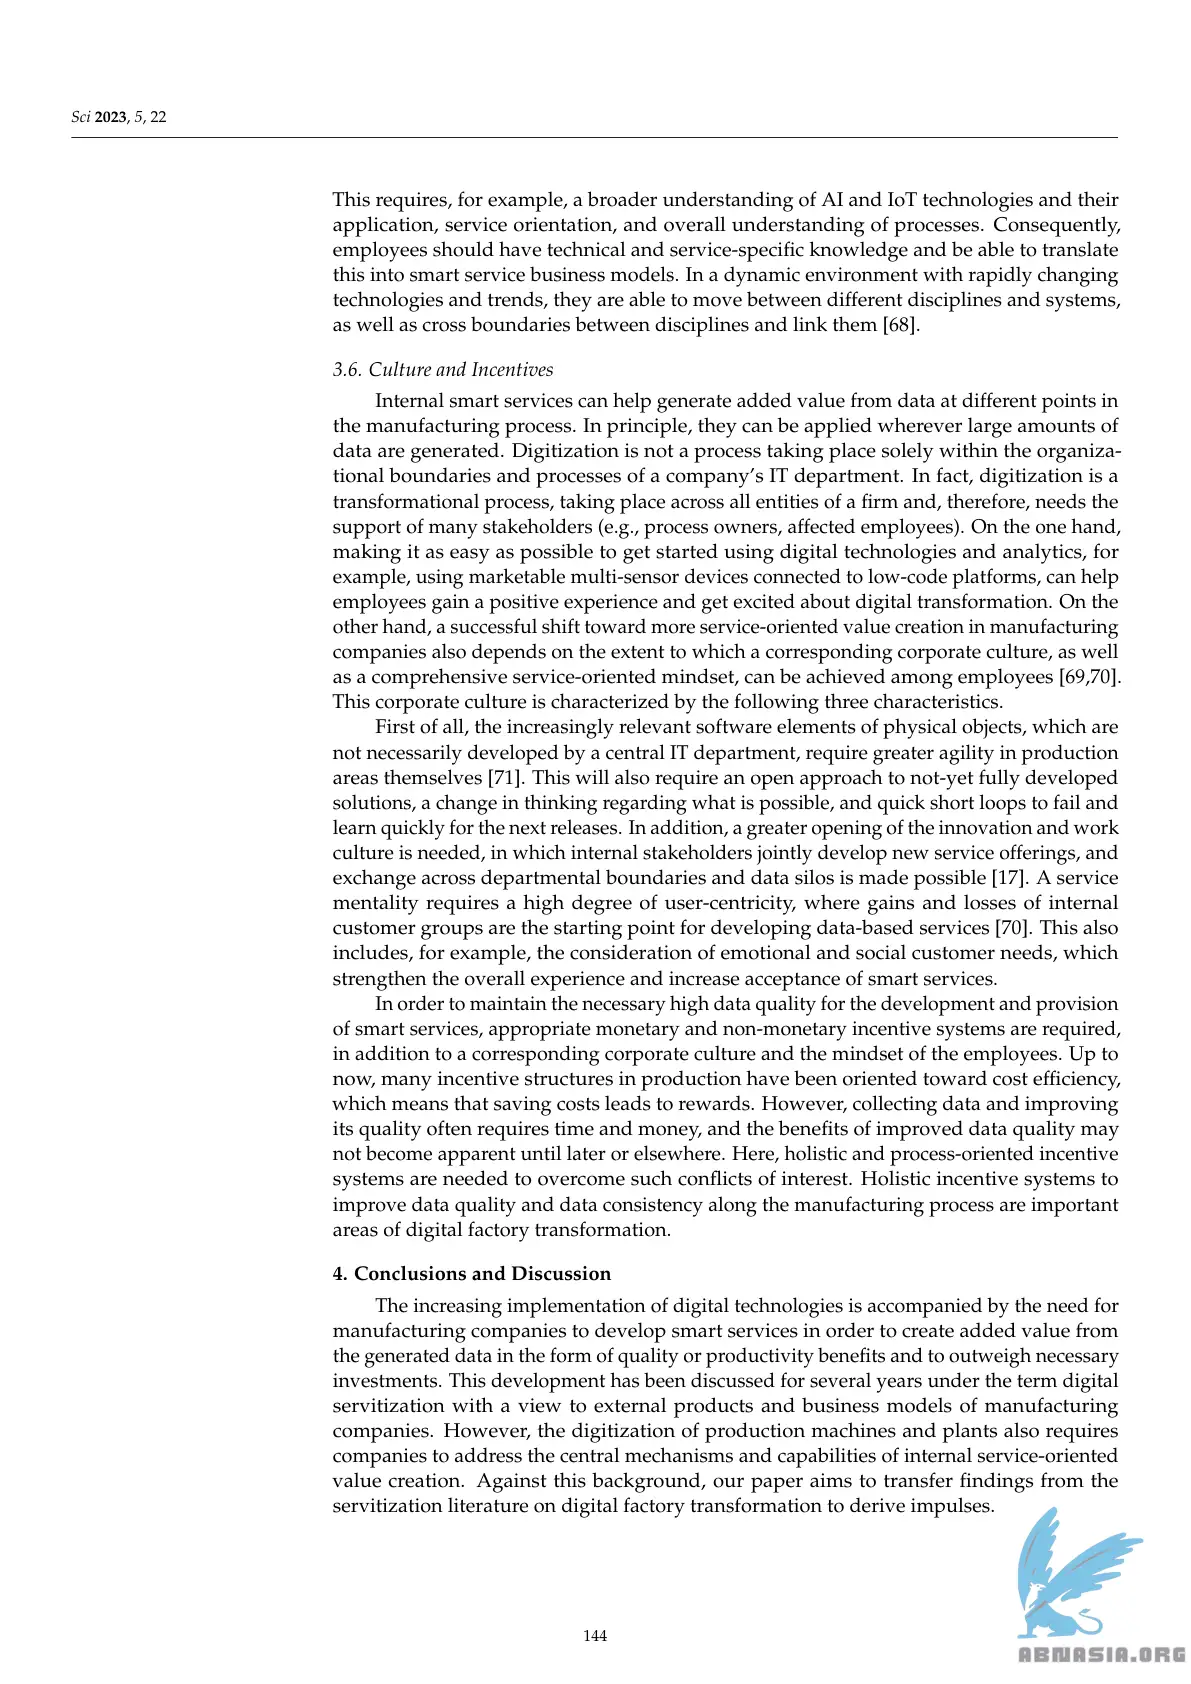 Sci 2023, 5, 22
This requires, for example, a broader understanding of AI and IoT technologies and their
application, service orientation, and overall understanding of processes. Consequently,
employees should have technical and service-specific knowledge and be able to translate
this into smart service business models. In a dynamic environment with rapidly changing
technologies and trends, they are able to move between different disciplines and systems,
as well as cross boundaries between disciplines and link them [68].
3.6. Culture and Incentives
Internal smart services can help generate added value from data at different points in
the manufacturing process. In principle, they can be applied wherever large amounts of
data are generated. Digitization is not a process taking place solely within the organiza-
tional boundaries and processes of a company's IT department. In fact, digitization is a
transformational process, taking place across all entities of a firm and, therefore, needs the
support of many stakeholders (e.g., process owners, affected employees). On the one hand,
making it as easy as possible to get started using digital technologies and analytics, for
example, using marketable multi-sensor devices connected to low-code platforms, can help
employees gain a positive experience and get excited about digital transformation. On the
other hand, a successful shift toward more service-oriented value creation in manufacturing
companies also depends on the extent to which a corresponding corporate culture, as well
as a comprehensive service-oriented mindset, can be achieved among employees [69,70].
This corporate culture is characterized by the following three characteristics.
First of all, the increasingly relevant software elements of physical objects, which are
not necessarily developed by a central IT department, require greater agility in production
areas themselves [71]. This will also require an open approach to not-yet fully developed
solutions, a change in thinking regarding what is possible, and quick short loops to fail and
learn quickly for the next releases. In addition, a greater opening of the innovation and work
culture is needed, in which internal stakeholders jointly develop new service offerings, and
exchange across departmental boundaries and data silos is made possible [17]. A service
mentality requires a high degree of user-centricity, where gains and losses of internal
customer groups are the starting point for developing data-based services [70]. This also
includes, for example, the consideration of emotional and social customer needs, which
strengthen the overall experience and increase acceptance of smart services.
In order to maintain the necessary high data quality for the development and provision
of smart services, appropriate monetary and non-monetary incentive systems are required,
in addition to a corresponding corporate culture and the mindset of the employees. Up to
now, many incentive structures in production have been oriented toward cost efficiency,
which means that saving costs leads to rewards. However, collecting data and improving
its quality often requires time and money, and the benefits of improved data quality may
not become apparent until later or elsewhere. Here, holistic and process-oriented incentive
systems are needed to overcome such conflicts of interest. Holistic incentive systems to
improve data quality and data consistency along the manufacturing process are important
areas of digital factory transformation.
4. Conclusions and Discussion
The increasing implementation of digital technologies is accompanied by the need for
manufacturing companies to develop smart services in order to create added value from
the generated data in the form of quality or productivity benefits and to outweigh necessary
investments. This development has been discussed for several years under the term digital
servitization with a view to external products and business models of manufacturing
companies. However, the digitization of production machines and plants also requires
companies to address the central mechanisms and capabilities of internal service-oriented
value creation. Against this background, our paper aims to transfer findings from the
servitization literature on digital factory transformation to derive impulses.
144
ABNASIA.ORG